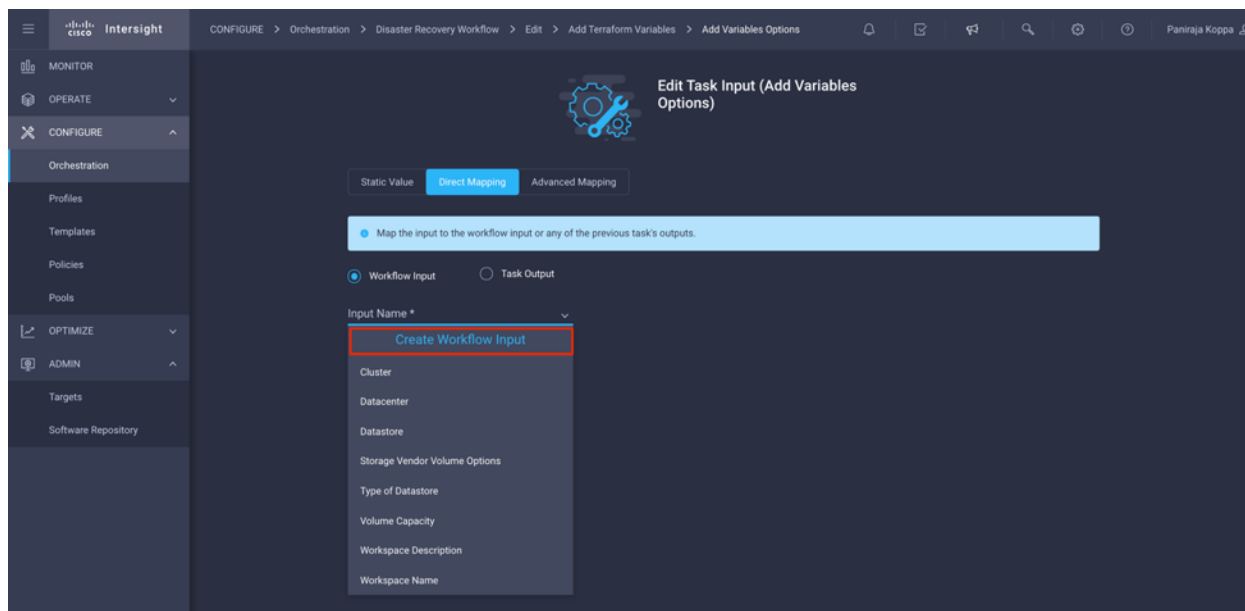 cisco Intersight
CONFIGURE > Orchestration > Disaster Recovery Workflow > Edit > Add Terraform Variables > Add Variables Options
Paniraja Koppa
MONITOR
OPERATE
CONFIGURE
Orchestration
Profiles
Templates
Policies
Pools
OPTIMIZE
ADMIN
Targets
Software Repository
Edit Task Input (Add Variables
Options)
Static Value Direct Mapping Advanced Mapping
Map the input to the workflow input or any of the previous task's outputs.
Workflow Input Task Output
Input Name *
Create Workflow Input
Cluster
Datacenter
Datastore
Storage Vendor Volume Options
Type of Datastore
Volume Capacity
Workspace Description
Workspace Name